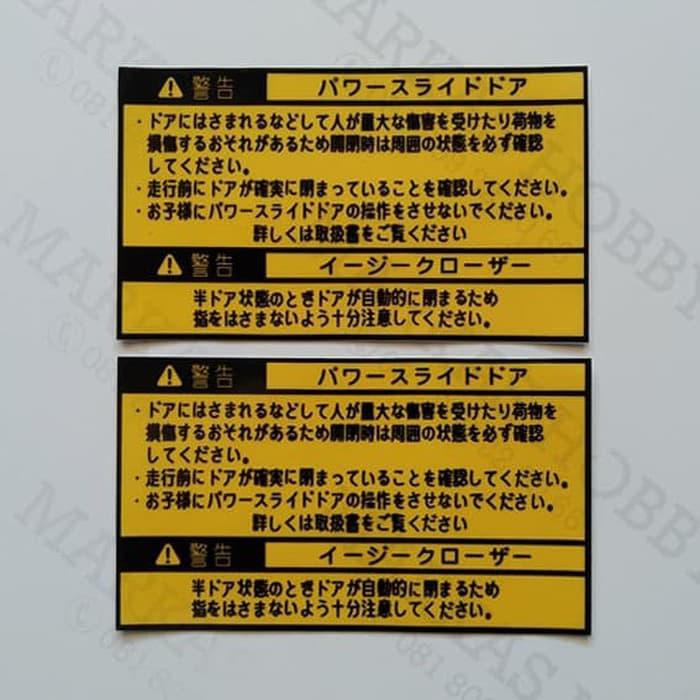 警告 パワースライドドア
・ドアにはさまれるなどして人が重大な傷害を受けたり荷物を
損傷するおそれがあるため開閉時は周囲の状態を必ず確認
してください。
・走行前にドアが確実に閉まっていることを確認してください。
・お子様にパワースライドドアの操作をさせないでください。
詳しくは取扱書をご覧ください
警告 イージークローザー
半ドア状態のときドアが自動的に閉まるため
指をはさまないよう十分注意してください。
警告 パワースライドドア
・ドアにはさまれるなどして人が重大な傷害を受けたり荷物を
損傷するおそれがあるため開閉時は周囲の状態を必ず確認
してください。
・走行前にドアが確実に閉まっていることを確認してください。
・お子様にパワースライドドアの操作をさせないでください。
詳しくは取扱書をご覧ください
警告 イージークローザー
半ドア状態のときドアが自動的に閉まるため
指をはさまないよう十分注意してください。